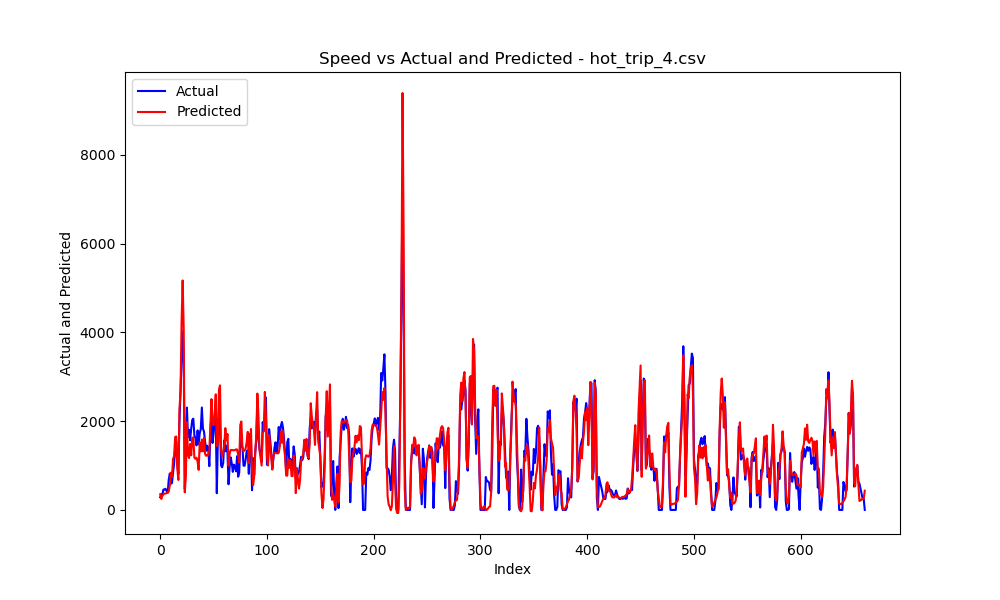 Speed vs Actual and Predicted - hot_trip_4.csv
Actual
Predicted
8000
6000
4000
2000
0
Actual and Predicted
0 100 200 300 400 500 600
Index